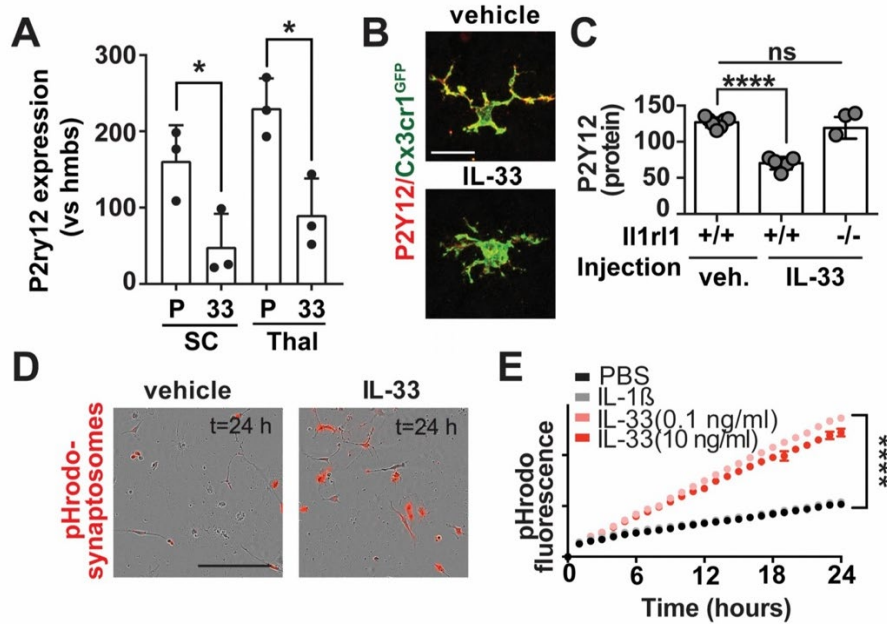 A
P2ry12 expression
(vs hmbs)
300
200
100
0
*
*
P 33 P 33
SC Thal
B
vehicle
IL-33
P2Y12/Cx3cr1GFP
C
ns
****
P2Y12
(protein)
150
100
50
0
Il1rl1 +/+ +/+ -/-
Injection veh. IL-33
D
vehicle IL-33
t=24 h t=24 h
pHrodo-
synaptosomes
E
PBS
IL-1ß
IL-33(0.1 ng/ml)
IL-33(10 ng/ml)
****
pHrodo
fluorescence
0 6 12 18 24
Time (hours)